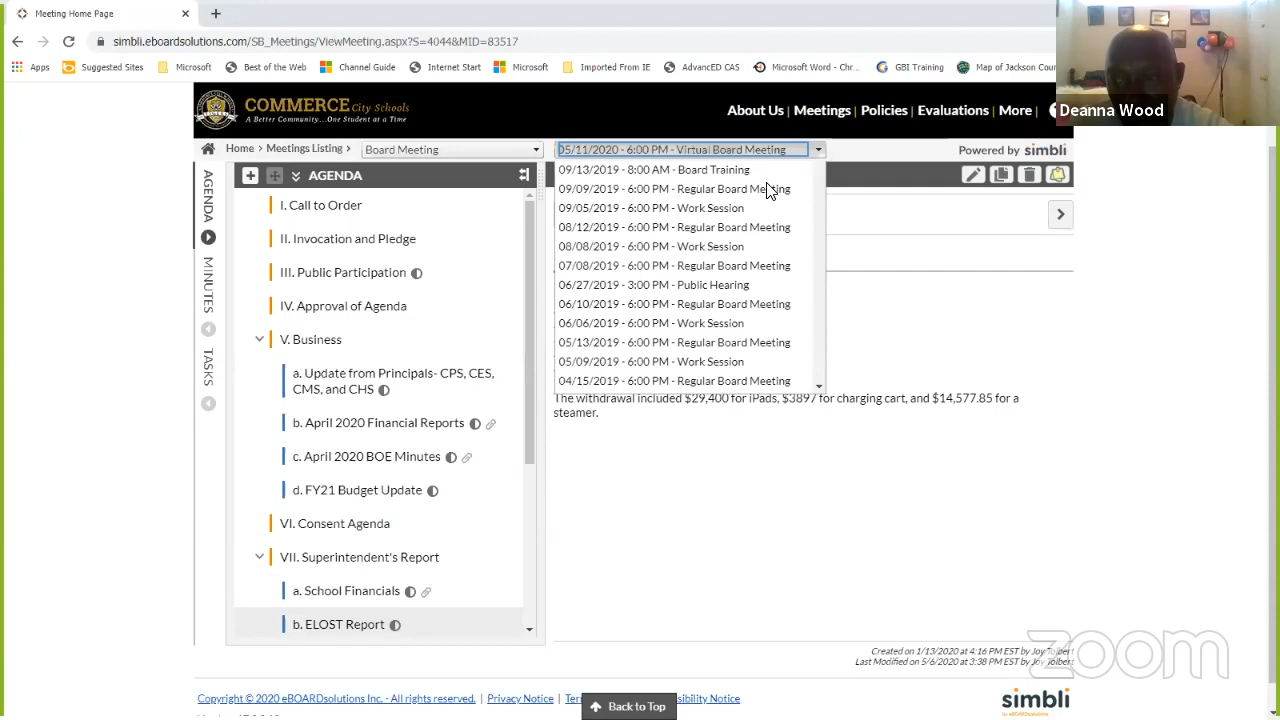 Meeting Home Page
simbli.eboardsolutions.com/SB_Meetings/ViewMeeting.aspx?S=4044&MID=83517
Apps Suggested Sites Microsoft Best of the Web Channel Guide Internet Start Microsoft Imported From IE AdvancED CAS Microsoft Word - Chr... GBI Training Map of Jackson Cou
Deanna Wood
COMMERCE City Schools
A Better Community...One Student at a Time
About Us | Meetings | Policies | Evaluations | More |
Home > Meetings Listing > Board Meeting
05/11/2020 - 6:00 PM - Virtual Board Meeting
Powered by simbli
AGENDA
MINUTES
TASKS
AGENDA
I. Call to Order
II. Invocation and Pledge
III. Public Participation
IV. Approval of Agenda
V. Business
a. Update from Principals- CPS, CES,
CMS, and CHS
b. April 2020 Financial Reports
c. April 2020 BOE Minutes
d. FY21 Budget Update
VI. Consent Agenda
VII. Superintendent's Report
a. School Financials
b. ELOST Report
09/13/2019 - 8:00 AM - Board Training
09/09/2019 - 6:00 PM - Regular Board Meeting
09/05/2019 - 6:00 PM - Work Session
08/12/2019 - 6:00 PM - Regular Board Meeting
08/08/2019 - 6:00 PM - Work Session
07/08/2019 - 6:00 PM - Regular Board Meeting
06/27/2019 - 3:00 PM - Public Hearing
06/10/2019 - 6:00 PM - Regular Board Meeting
06/06/2019 - 6:00 PM - Work Session
05/13/2019 - 6:00 PM - Regular Board Meeting
05/09/2019 - 6:00 PM - Work Session
04/15/2019 - 6:00 PM - Regular Board Meeting
The withdrawal included $29,400 for iPads, $3897 for charging cart, and $14,577.85 for a
steamer.
Created on 1/13/2020 at 4:16 PM EST by Joy Tolbert
Last Modified on 5/6/2020 at 3:38 PM EST by Joy Tolbert
zoom
Copyright © 2020 eBOARDsolutions Inc. - All rights reserved. | Privacy Notice | Ter
sibility Notice
Back to Top
simbli
by eBOARDsolutions